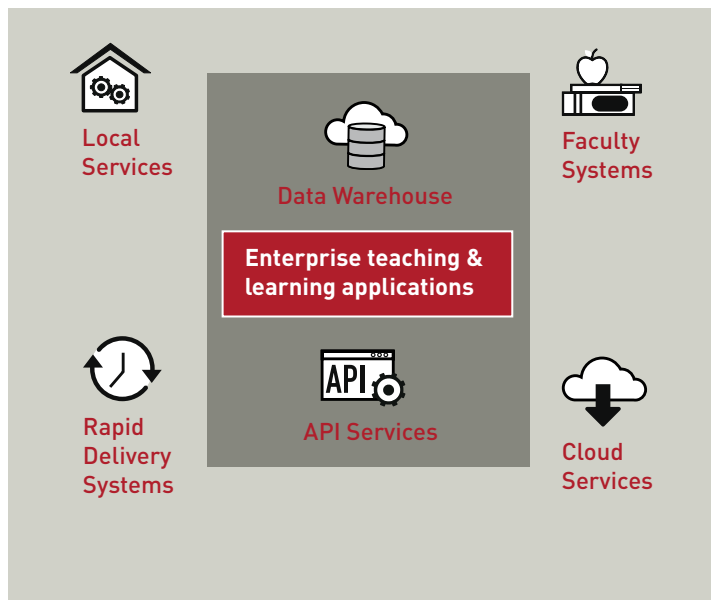 Local
Services
Data Warehouse
Faculty
Systems
Enterprise teaching &
learning applications
Rapid
Delivery
Systems
API
API Services
Cloud
Services